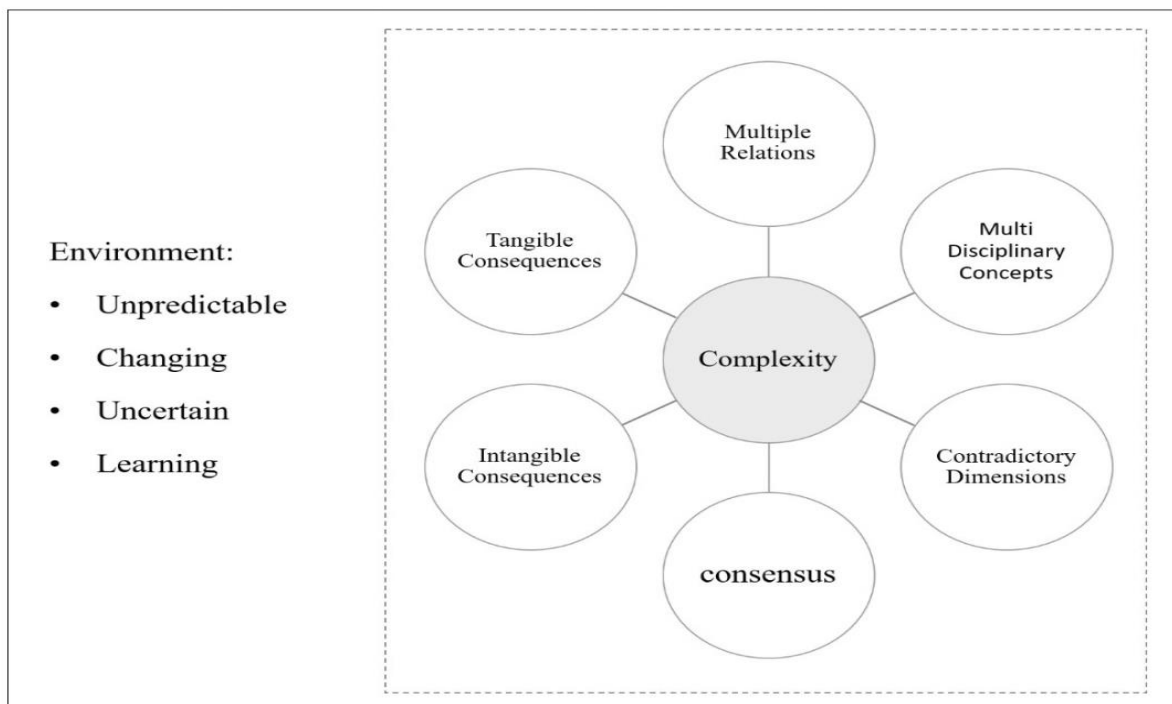 Environment:
• Unpredictable
• Changing
• Uncertain
• Learning
Multiple
Relations
Multi
Disciplinary
Concepts
Contradictory
Dimensions
consensus
Intangible
Consequences
Tangible
Consequences
Complexity